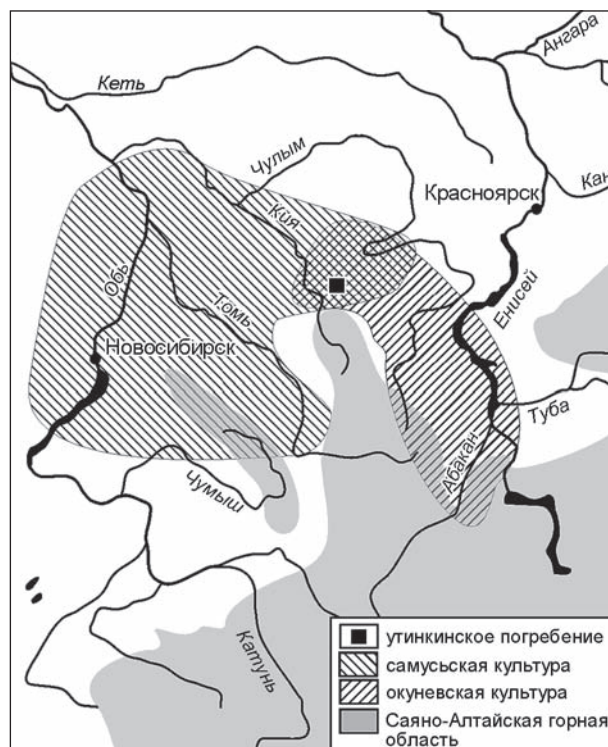 Ангара
Кеть
Чулым
Кан
Красноярск
Кия
Обь
Енисей
Томь
Новосибирск
Туба
Абакан
Чумыш
Катунь
утинкинское погребение
самусьская культура
окуневская культура
Саяно-Алтайская горная
область